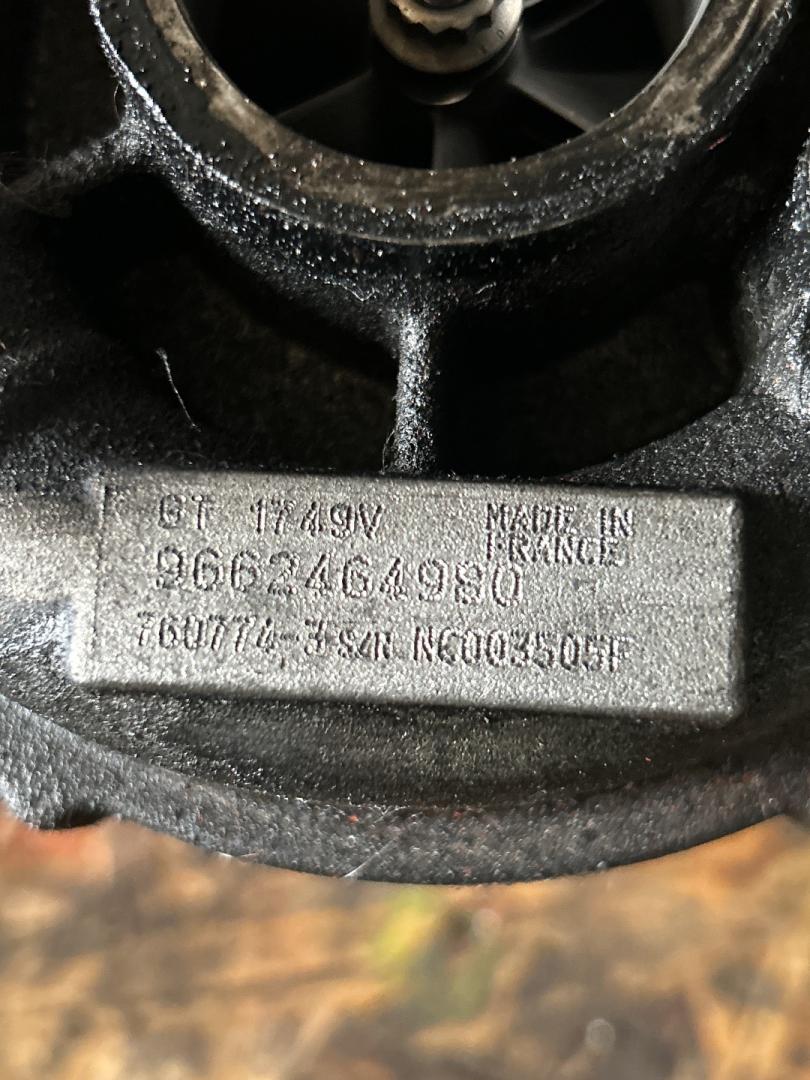 GT 1749V
MADE IN
FRANCE
9662464980
760774-3 S/N NC003505F